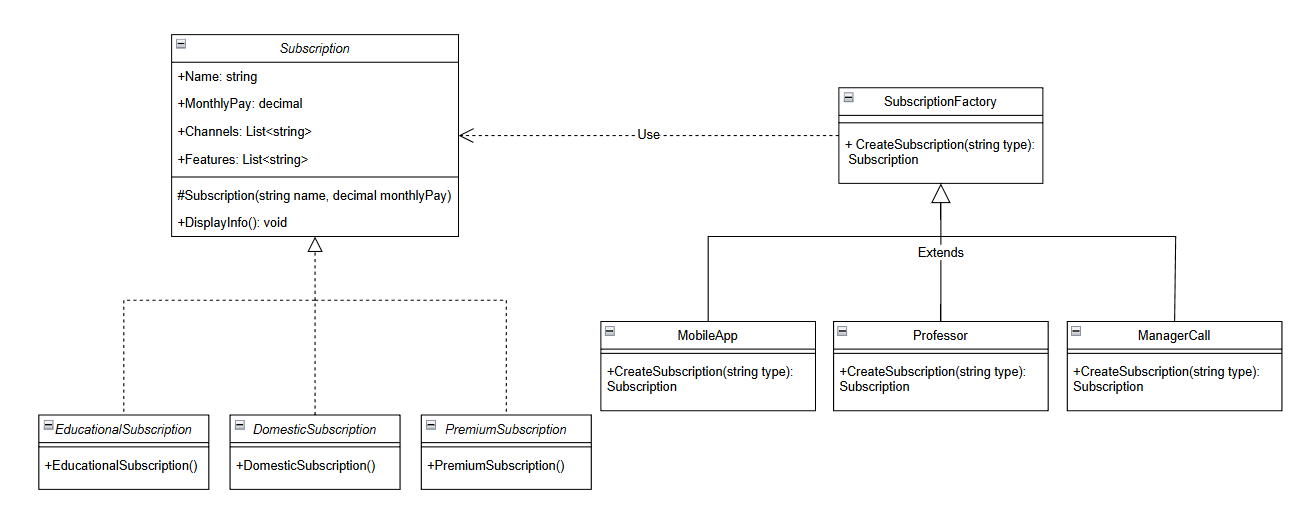 Subscription
+Name: string
+MonthlyPay: decimal
+Channels: List<string>
+Features: List<string>
#Subscription(string name, decimal monthlyPay)
+DisplayInfo(): void
Use
SubscriptionFactory
+ CreateSubscription(string type):
Subscription
Extends
MobileApp
+CreateSubscription(string type):
Subscription
Professor
+CreateSubscription(string type):
Subscription
ManagerCall
+CreateSubscription(string type):
Subscription
EducationalSubscription
+EducationalSubscription()
DomesticSubscription
+DomesticSubscription()
PremiumSubscription
+PremiumSubscription()